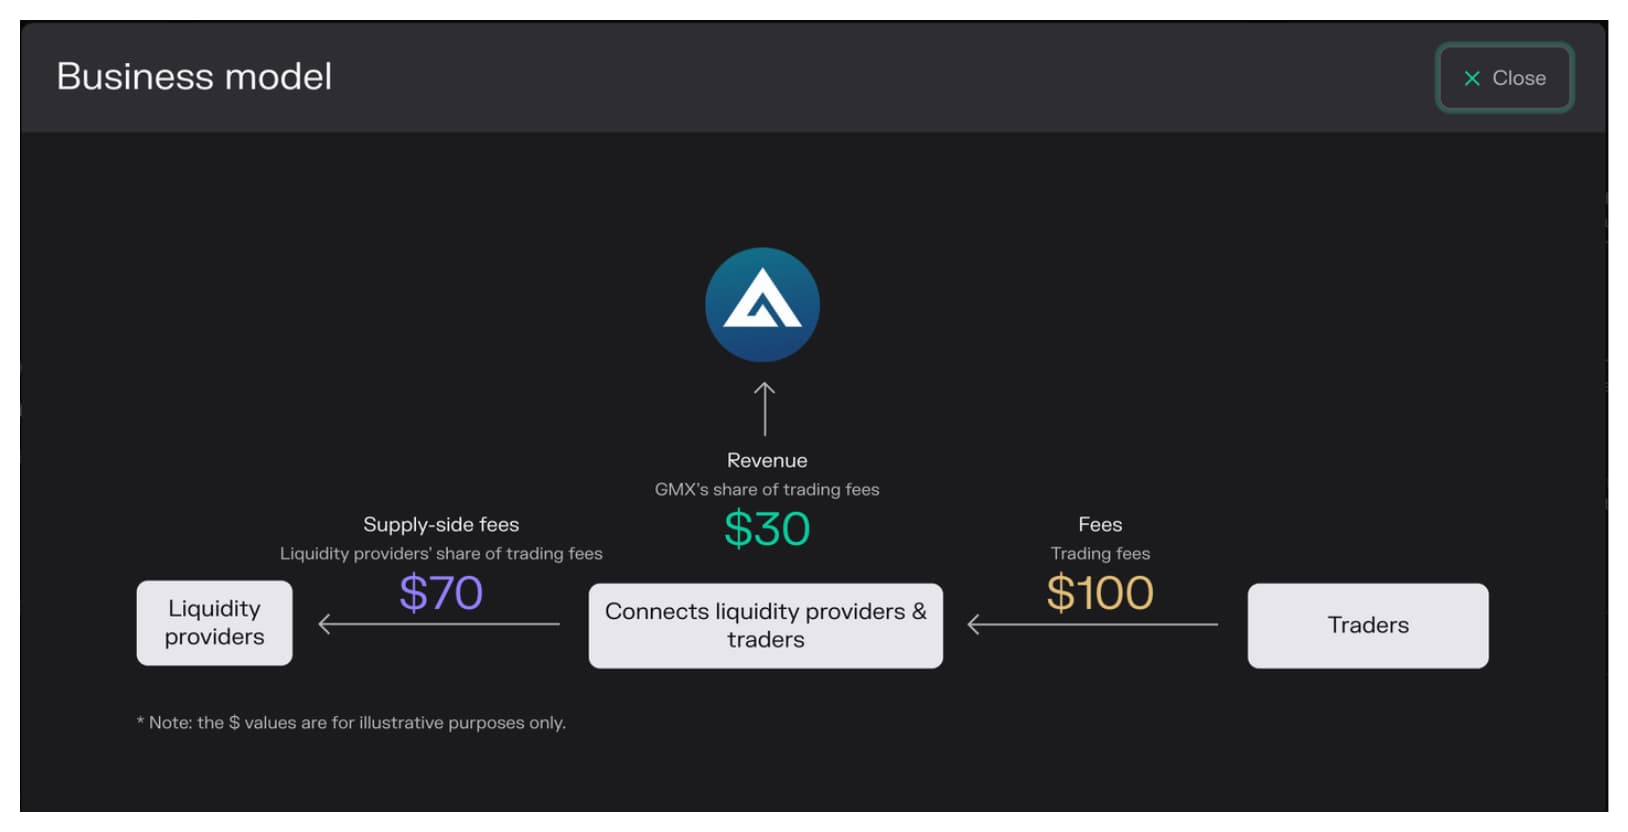 Business model
Close
Revenue
GMX's share of trading fees
$30
Supply-side fees
Liquidity providers' share of trading fees
$70
Fees
Trading fees
$100
Liquidity
providers
Connects liquidity providers &
traders
Traders
* Note: the $ values are for illustrative purposes only.